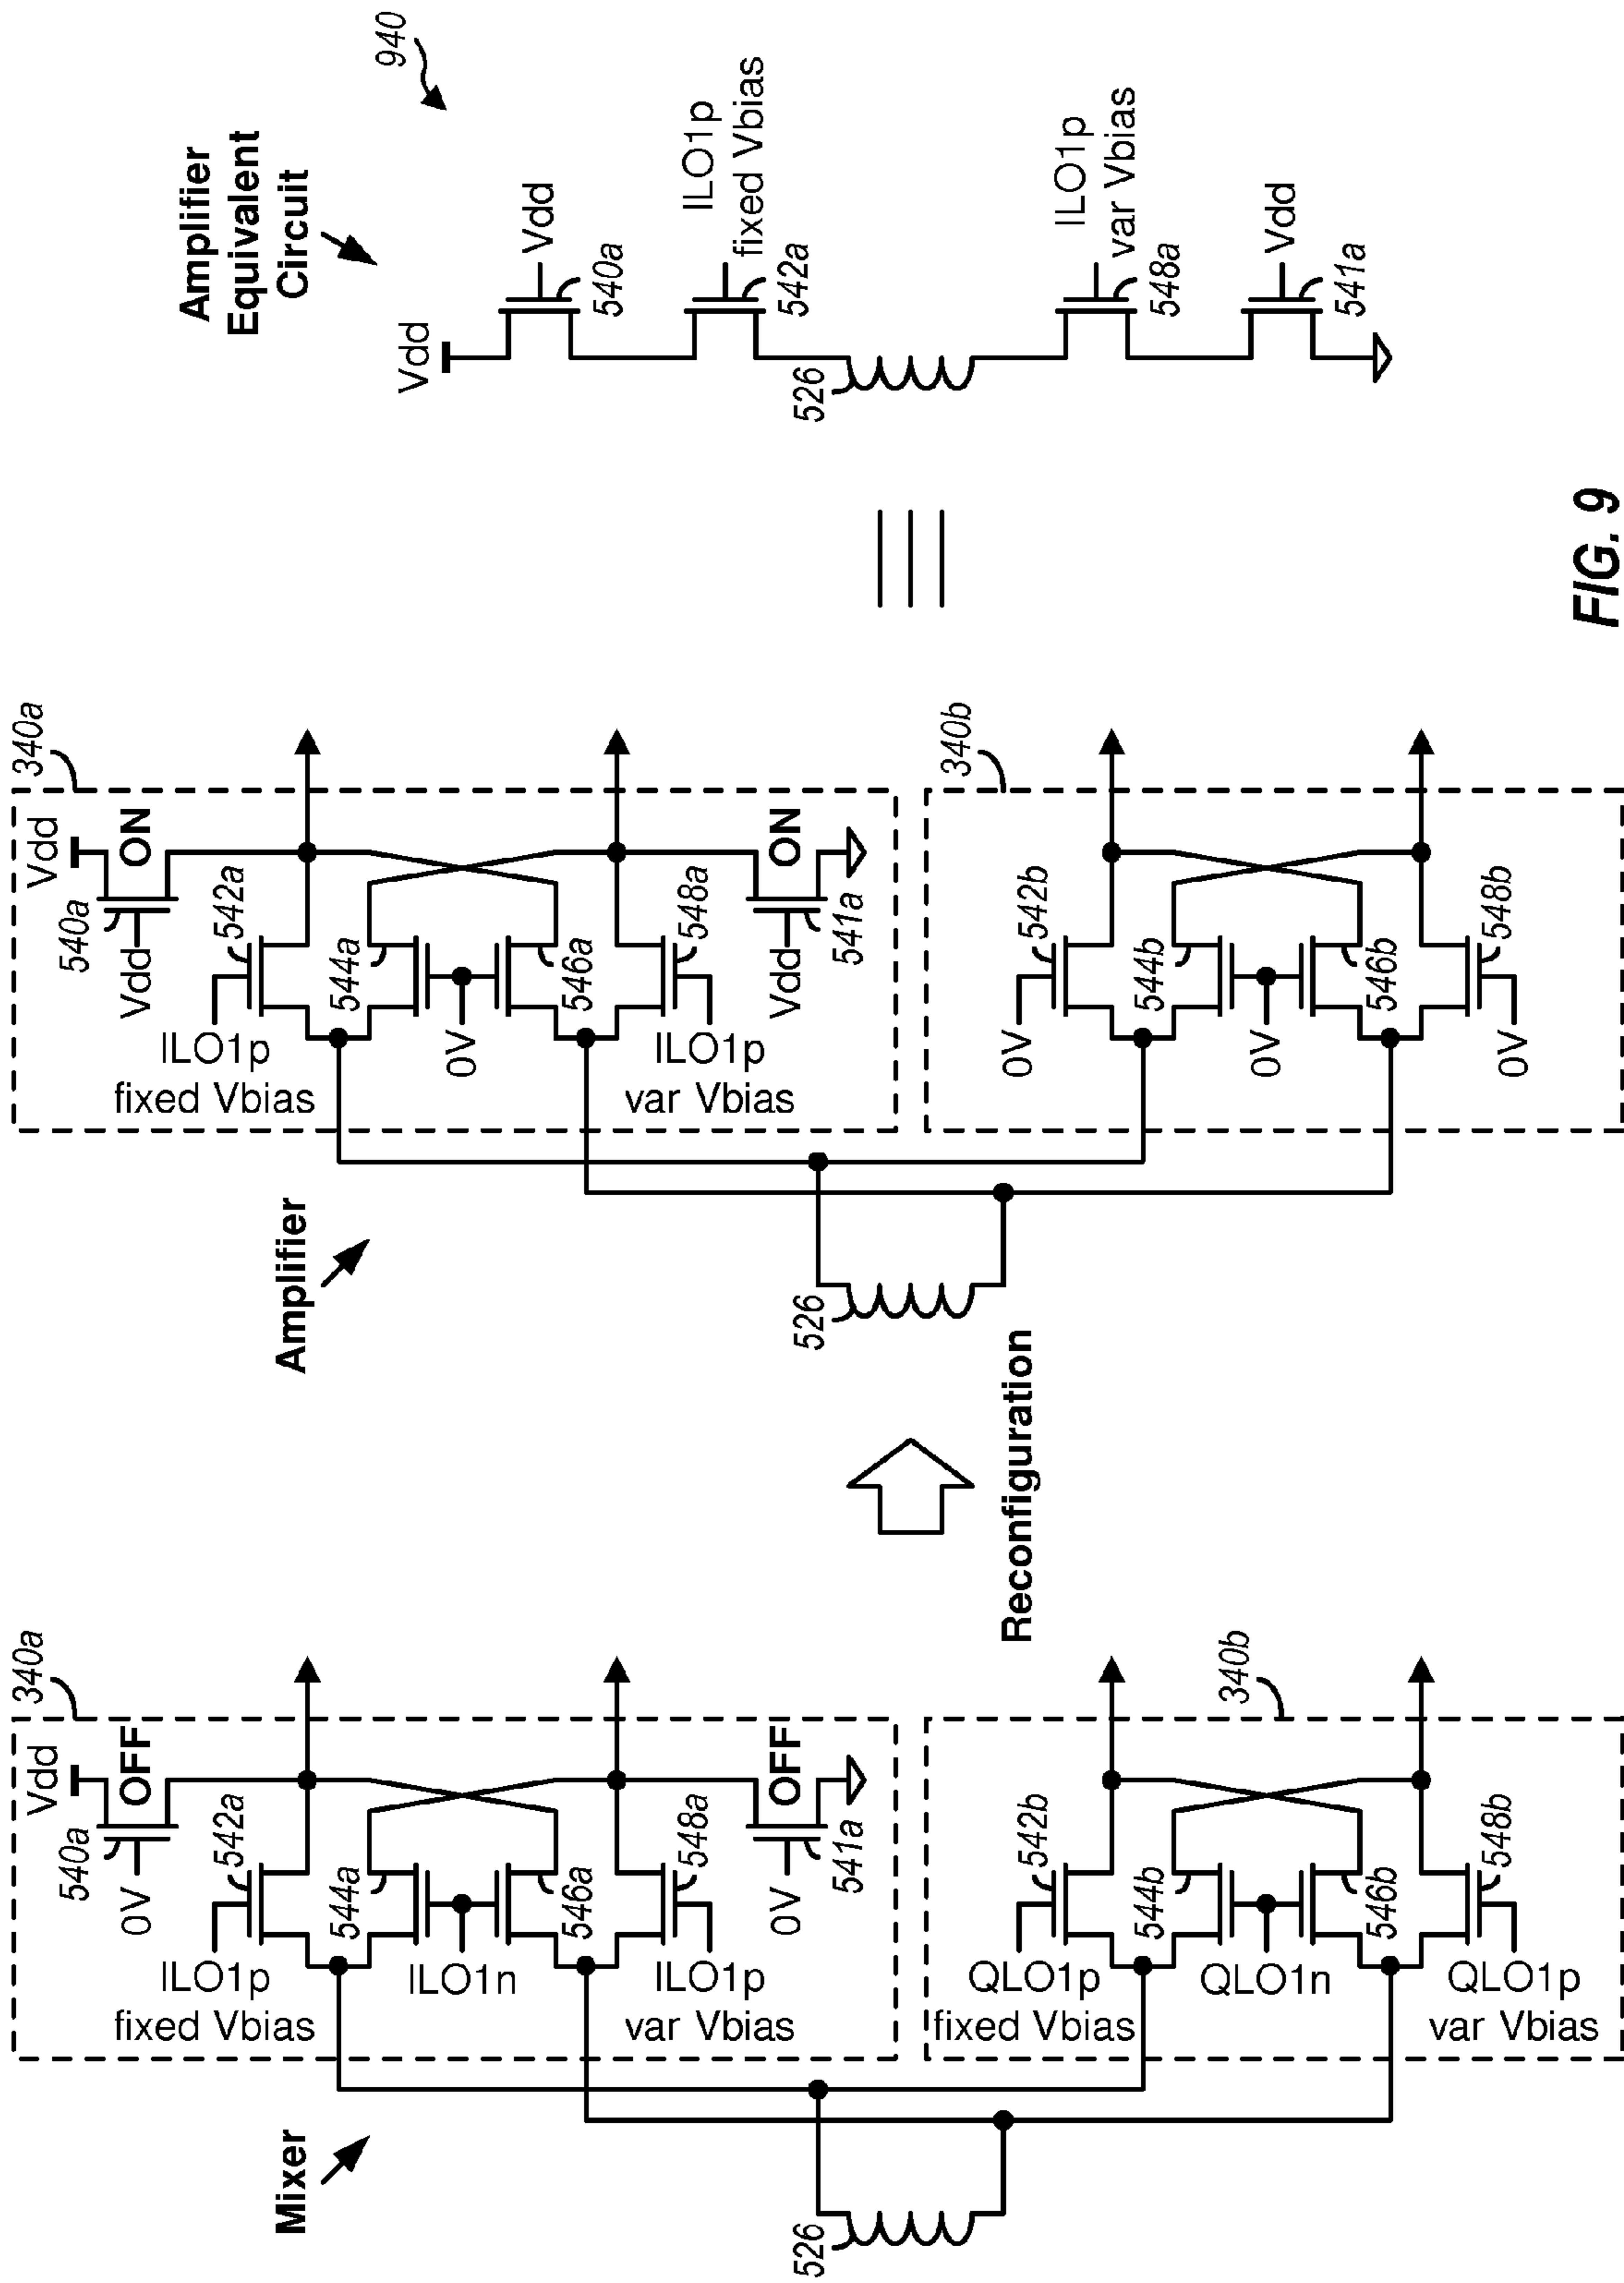 Mixer
526
340a
Vdd
540a
OFF
0V
542a
ILO1p
fixed Vbias
544a
ILO1n
546a
ILO1p
var Vbias
548a
0V
OFF
541a
340b
QLO1p
fixed Vbias
542b
544b
QLO1n
546b
QLO1p
var Vbias
548b
Reconfiguration
Amplifier
526
340a
Vdd
540a
ON
Vdd
542a
ILO1p
fixed Vbias
544a
0V
546a
ILO1p
var Vbias
548a
Vdd
ON
541a
340b
0V
542b
544b
0V
546b
0V
548b
Amplifier
Equivalent
Circuit
940
Vdd
Vdd
540a
ILO1p
fixed Vbias
542a
526
ILO1p
var Vbias
548a
Vdd
541a
FIG. 9